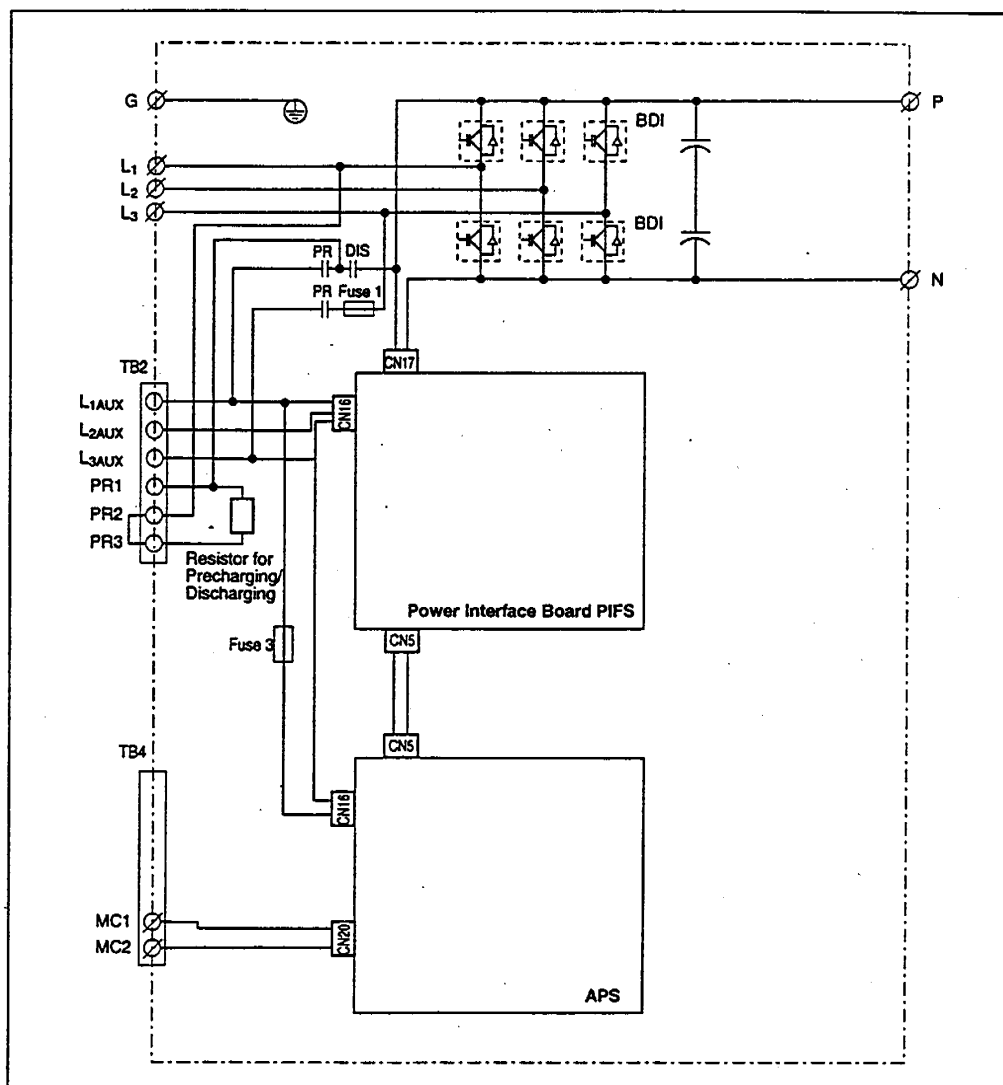 G
P
BDI
L1
L2
L3
BDI
PR DIS
PR Fuse 1
N
CN17
TB2
L1AUX
CN16
L2AUX
L3AUX
PR1
PR2
PR3
Resistor for
Precharging/
Discharging
Power Interface Board PIFS
Fuse 3
CN5
CN5
TB4
CN16
MC1
CN20
MC2
APS